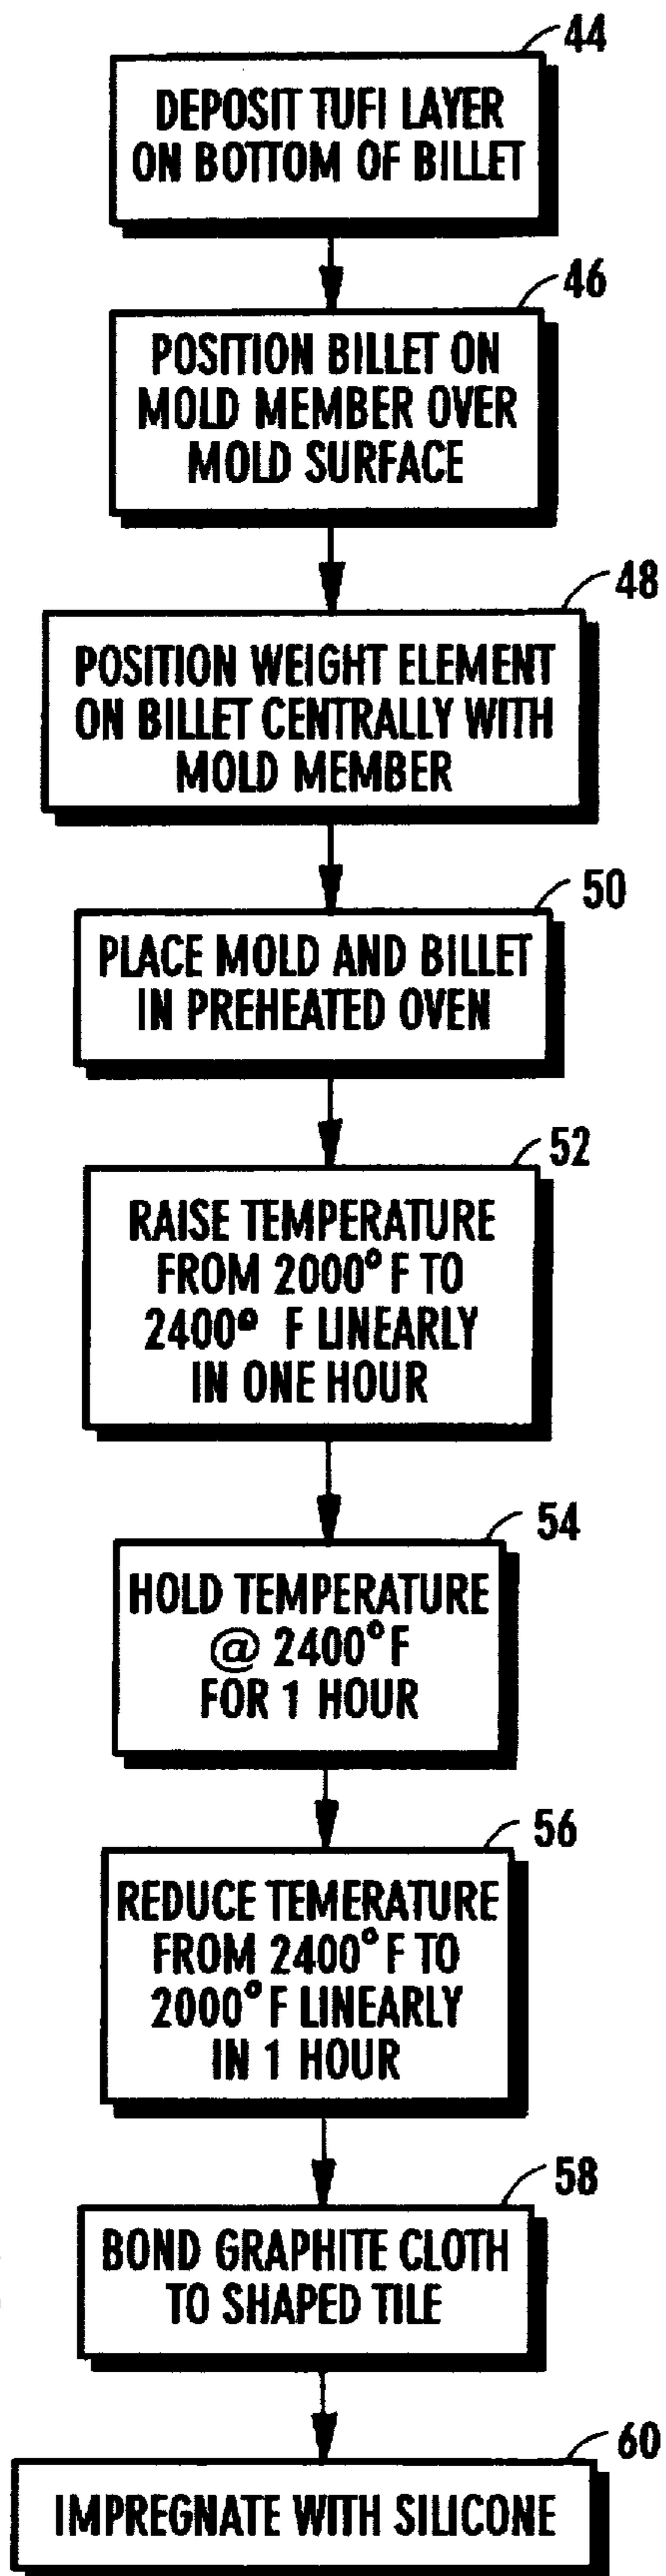 44
DEPOSIT TUFI LAYER
ON BOTTOM OF BILLET
46
POSITION BILLET ON
MOLD MEMBER OVER
MOLD SURFACE
48
POSITION WEIGHT ELEMENT
ON BILLET CENTRALLY WITH
MOLD MEMBER
50
PLACE MOLD AND BILLET
IN PREHEATED OVEN
52
RAISE TEMPERATURE
FROM 2000° F TO
2400° F LINEARLY
IN ONE HOUR
54
HOLD TEMPERATURE
@ 2400° F
FOR 1 HOUR
56
REDUCE TEMERATURE
FROM 2400° F TO
2000° F LINEARLY
IN 1 HOUR
58
BOND GRAPHITE CLOTH
TO SHAPED TILE
60
IMPREGNATE WITH SILICONE